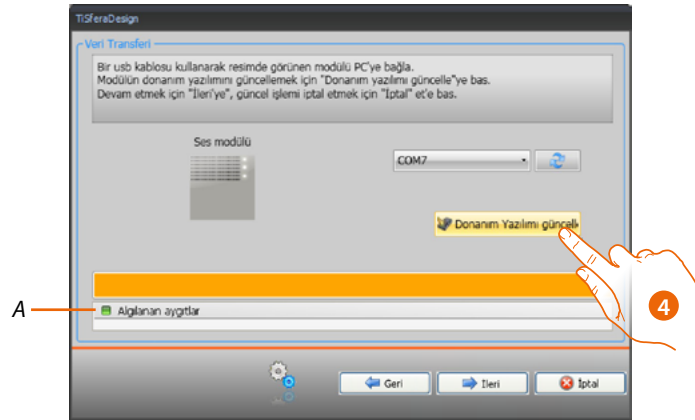 TiSferaDesign
Veri Transferi
Bir usb kablosu kullanarak resimde görünen modülü PC'ye bağla.
Modülün donanım yazılımını güncellemek için "Donanım yazılımı güncelle"ye bas.
Devam etmek için "İleri'ye", güncel işlemi iptal etmek için "İptal" et'e bas.
Ses modülü
COM7
Donanım Yazılımı güncell
4
A
Algılanan aygıtlar
Geri
İleri
İptal